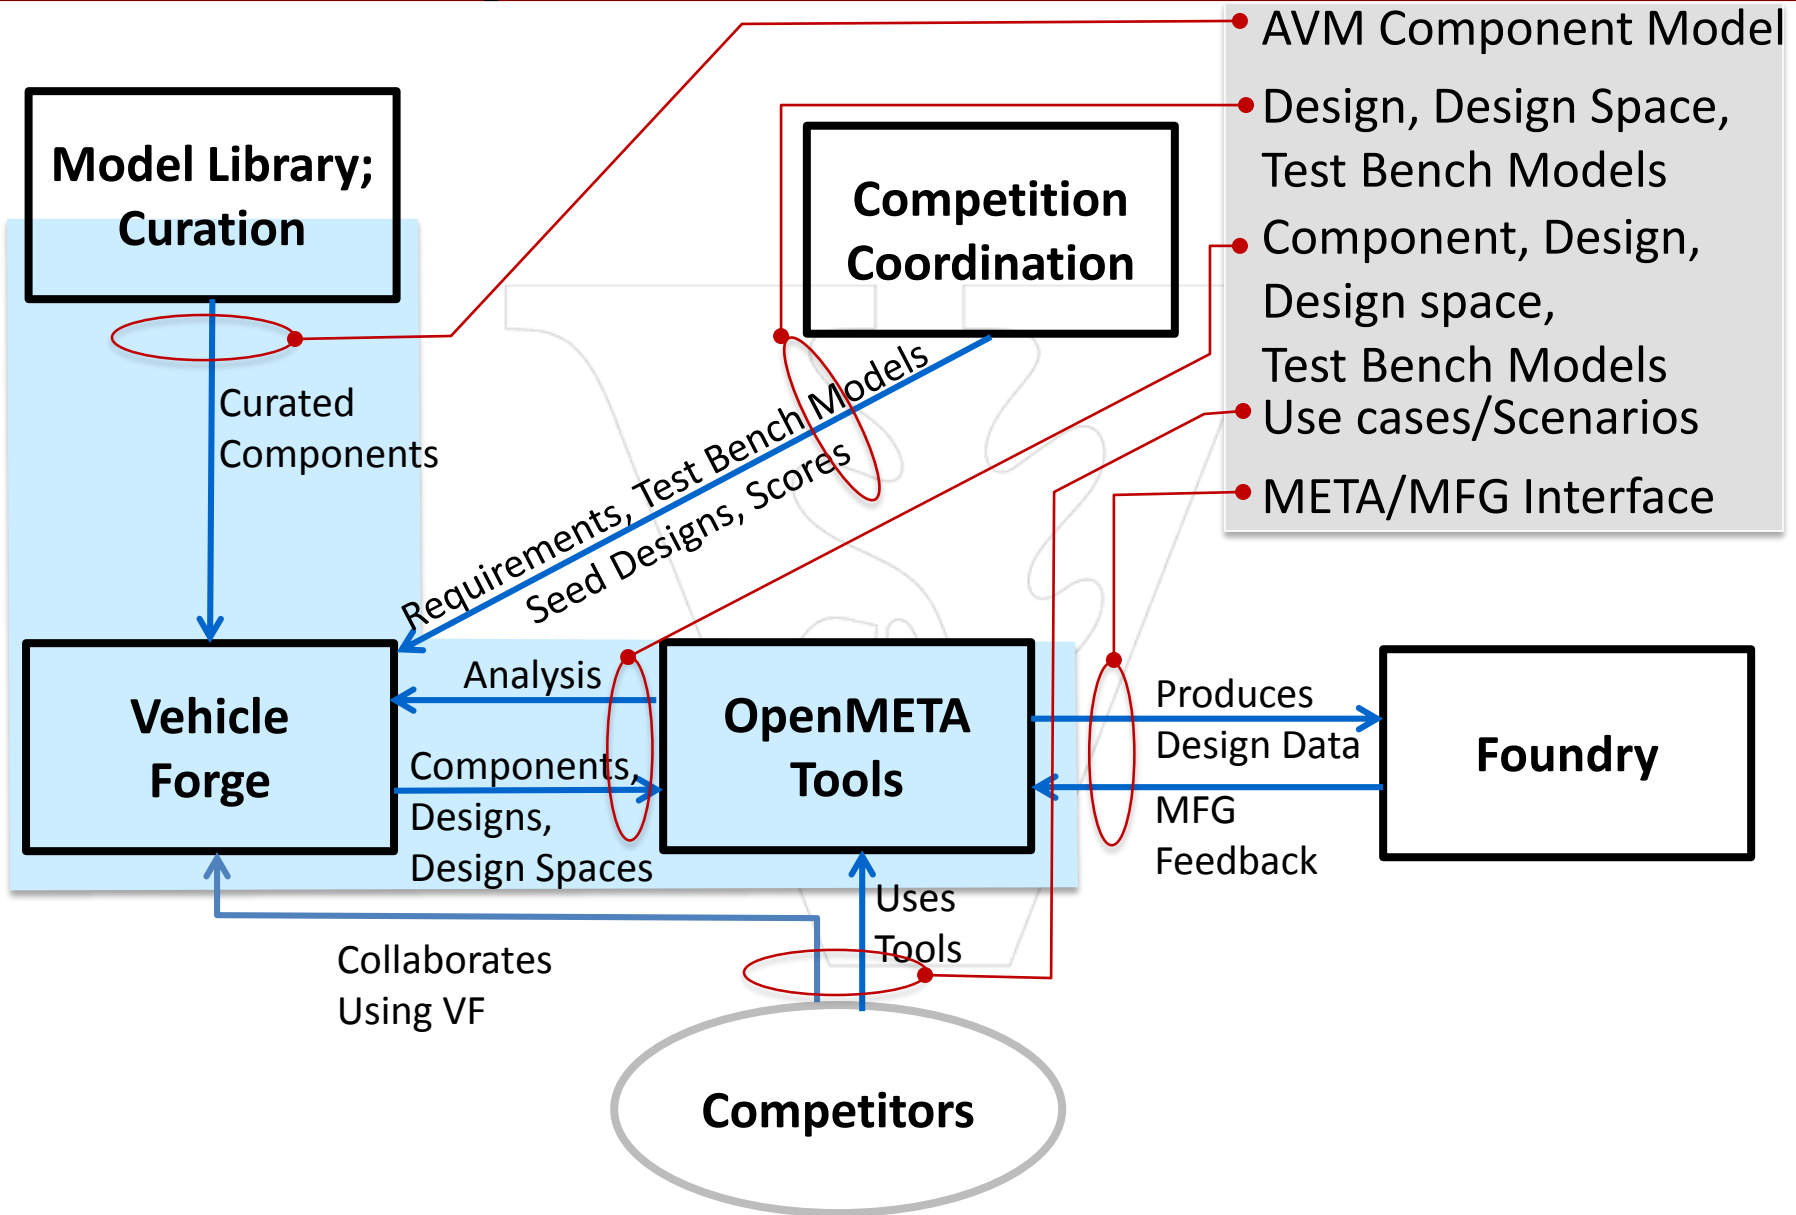 AVM Component Model
Design, Design Space,
Test Bench Models
Component, Design,
Design space,
Test Bench Models
Use cases/Scenarios
META/MFG Interface
Model Library;
Curation
Competition
Coordination
Curated
Components
Requirements, Test Bench Models
Seed Designs, Scores
Vehicle
Forge
Analysis
Components,
Designs,
Design Spaces
OpenMETA
Tools
Produces
Design Data
MFG
Feedback
Foundry
Uses
Tools
Collaborates
Using VF
Competitors